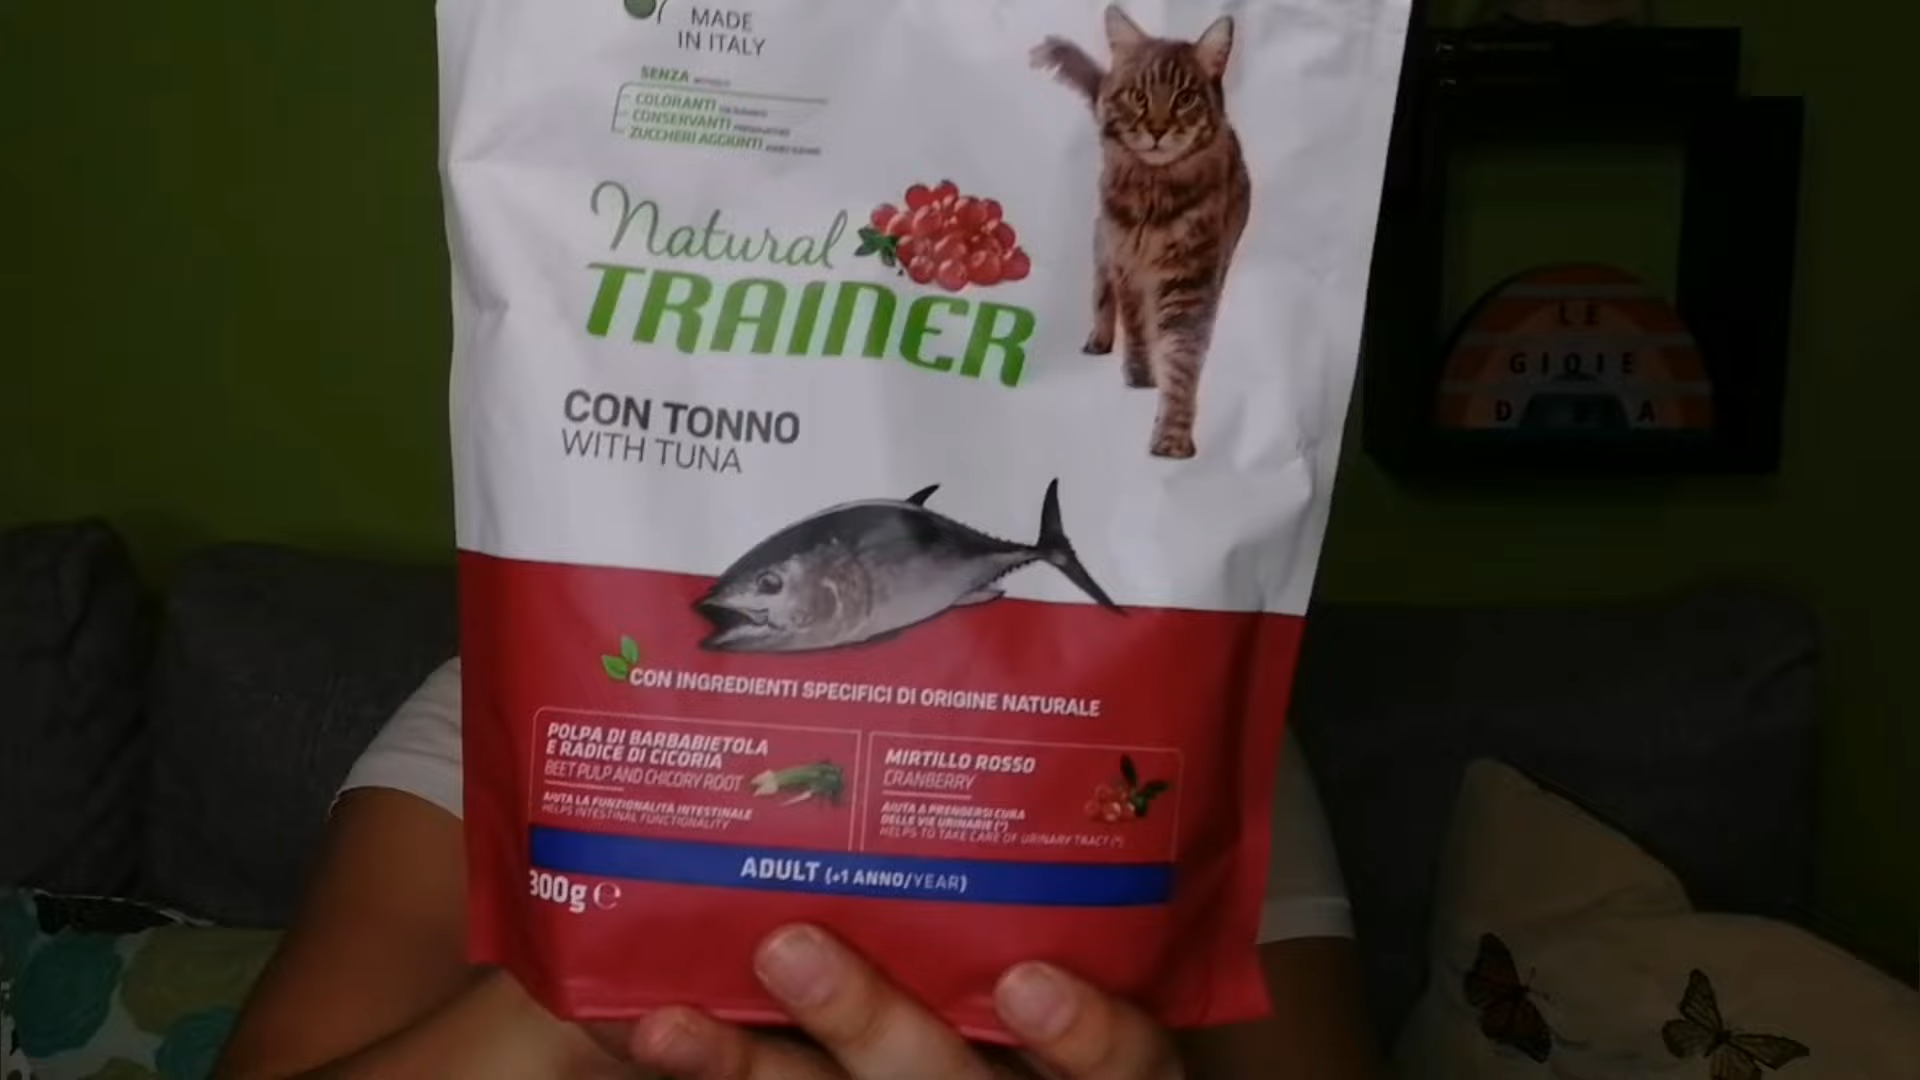 MADE
IN ITALY
SENZA
COLORANTI
CONSERVANTI
ZUCCHERI AGGIUNTI
Natural
TRAINER
CON TONNO
WITH TUNA
CON INGREDIENTI SPECIFICI DI ORIGINE NATURALE
POLPA DI BARBABIETOLA
E RADICE DI CICORIA
BEET PULP AND CHICORY ROOT
AIUTA LA FUNZIONALITÀ INTESTINALE
HELPS INTESTINAL FUNCTIONALITY
MIRTILLO ROSSO
CRANBERRY
AIUTA A PRENDERSI CURA
DELLE VIE URINARIE (*)
HELPS TO TAKE CARE OF URINARY TRACT (*)
ADULT (+1 ANNO/YEAR)
300g e
LE
GIOIE
D A